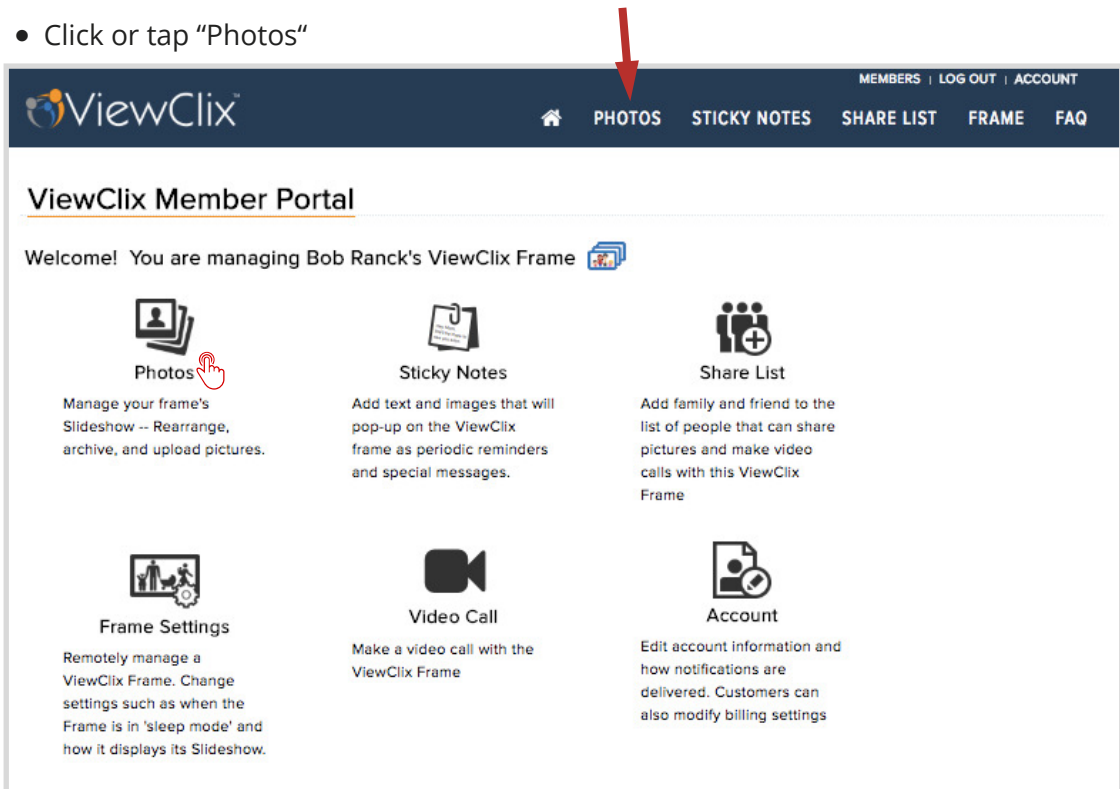 • Click or tap “Photos“
MEMBERS | LOG OUT | ACCOUNT
ViewClix™
PHOTOS STICKY NOTES SHARE LIST FRAME FAQ
ViewClix Member Portal
Welcome! You are managing Bob Ranck's ViewClix Frame
Photos
Manage your frame's
Slideshow -- Rearrange,
archive, and upload pictures.
Sticky Notes
Add text and images that will
pop-up on the ViewClix
frame as periodic reminders
and special messages.
Share List
Add family and friend to the
list of people that can share
pictures and make video
calls with this ViewClix
Frame
Frame Settings
Remotely manage a
ViewClix Frame. Change
settings such as when the
Frame is in 'sleep mode' and
how it displays its Slideshow.
Video Call
Make a video call with the
ViewClix Frame
Account
Edit account information and
how notifications are
delivered. Customers can
also modify billing settings